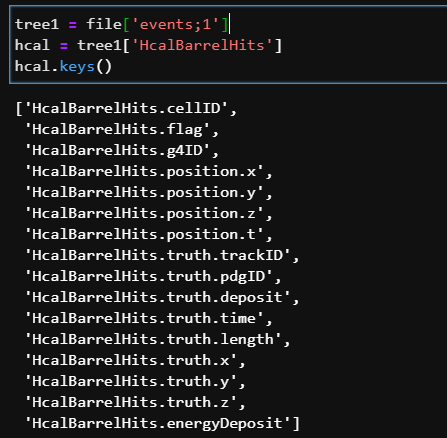 tree1 = file['events;1']
hcal = tree1['HcalBarrelHits']
hcal.keys()
['HcalBarrelHits.cellID',
'HcalBarrelHits.flag',
'HcalBarrelHits.g4ID',
'HcalBarrelHits.position.x',
'HcalBarrelHits.position.y',
'HcalBarrelHits.position.z',
'HcalBarrelHits.position.t',
'HcalBarrelHits.truth.trackID',
'HcalBarrelHits.truth.pdgID',
'HcalBarrelHits.truth.deposit',
'HcalBarrelHits.truth.time',
'HcalBarrelHits.truth.length',
'HcalBarrelHits.truth.x',
'HcalBarrelHits.truth.y',
'HcalBarrelHits.truth.z',
'HcalBarrelHits.energyDeposit']